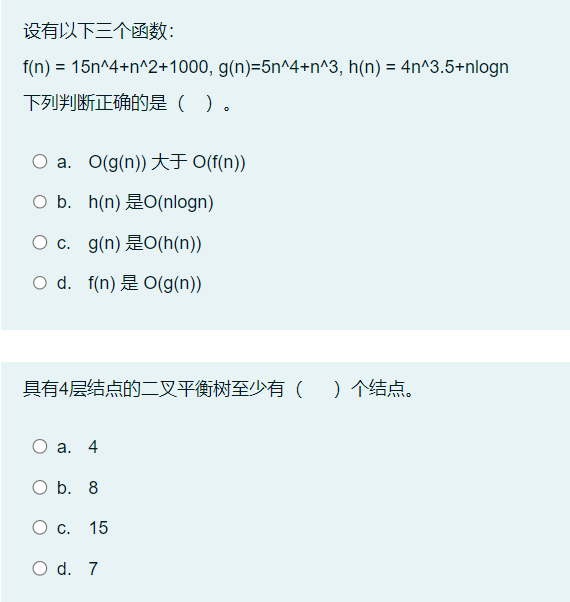 设有以下三个函数：
f(n) = 15n^4+n^2+1000, g(n)=5n^4+n^3, h(n) = 4n^3.5+nlogn
下列判断正确的是（ ）。
a. O(g(n)) 大于 O(f(n))
b. h(n) 是O(nlogn)
c. g(n) 是O(h(n))
d. f(n) 是 O(g(n))
具有4层结点的二叉平衡树至少有（ ）个结点。
a. 4
b. 8
c. 15
d. 7